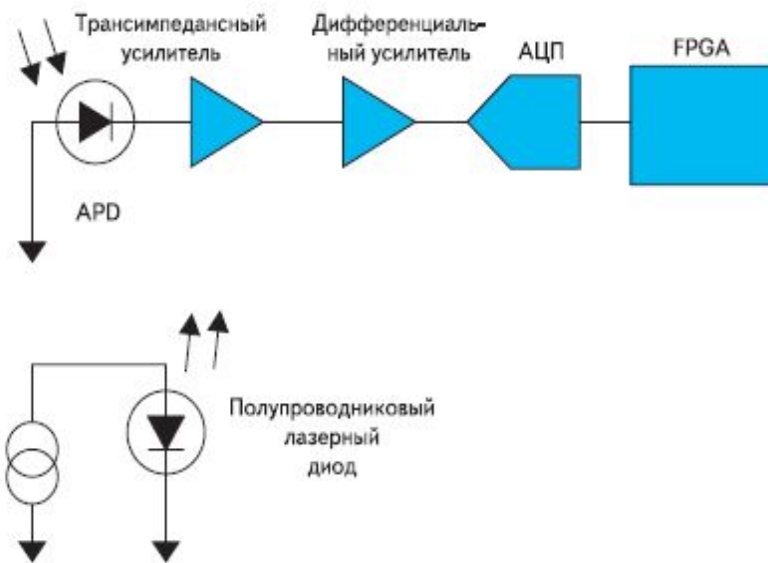 Трансимпедансный
усилитель
Дифференциаль-
ный усилитель
АЦП
FPGA
APD
Полупроводниковый
лазерный
диод